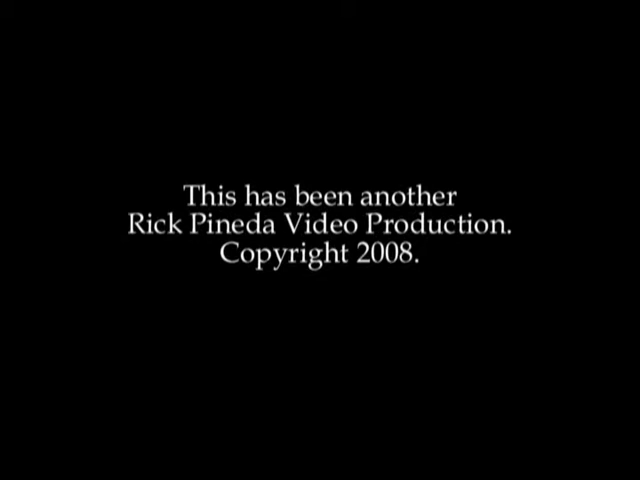 This has been another
Rick Pineda Video Production.
Copyright 2008.